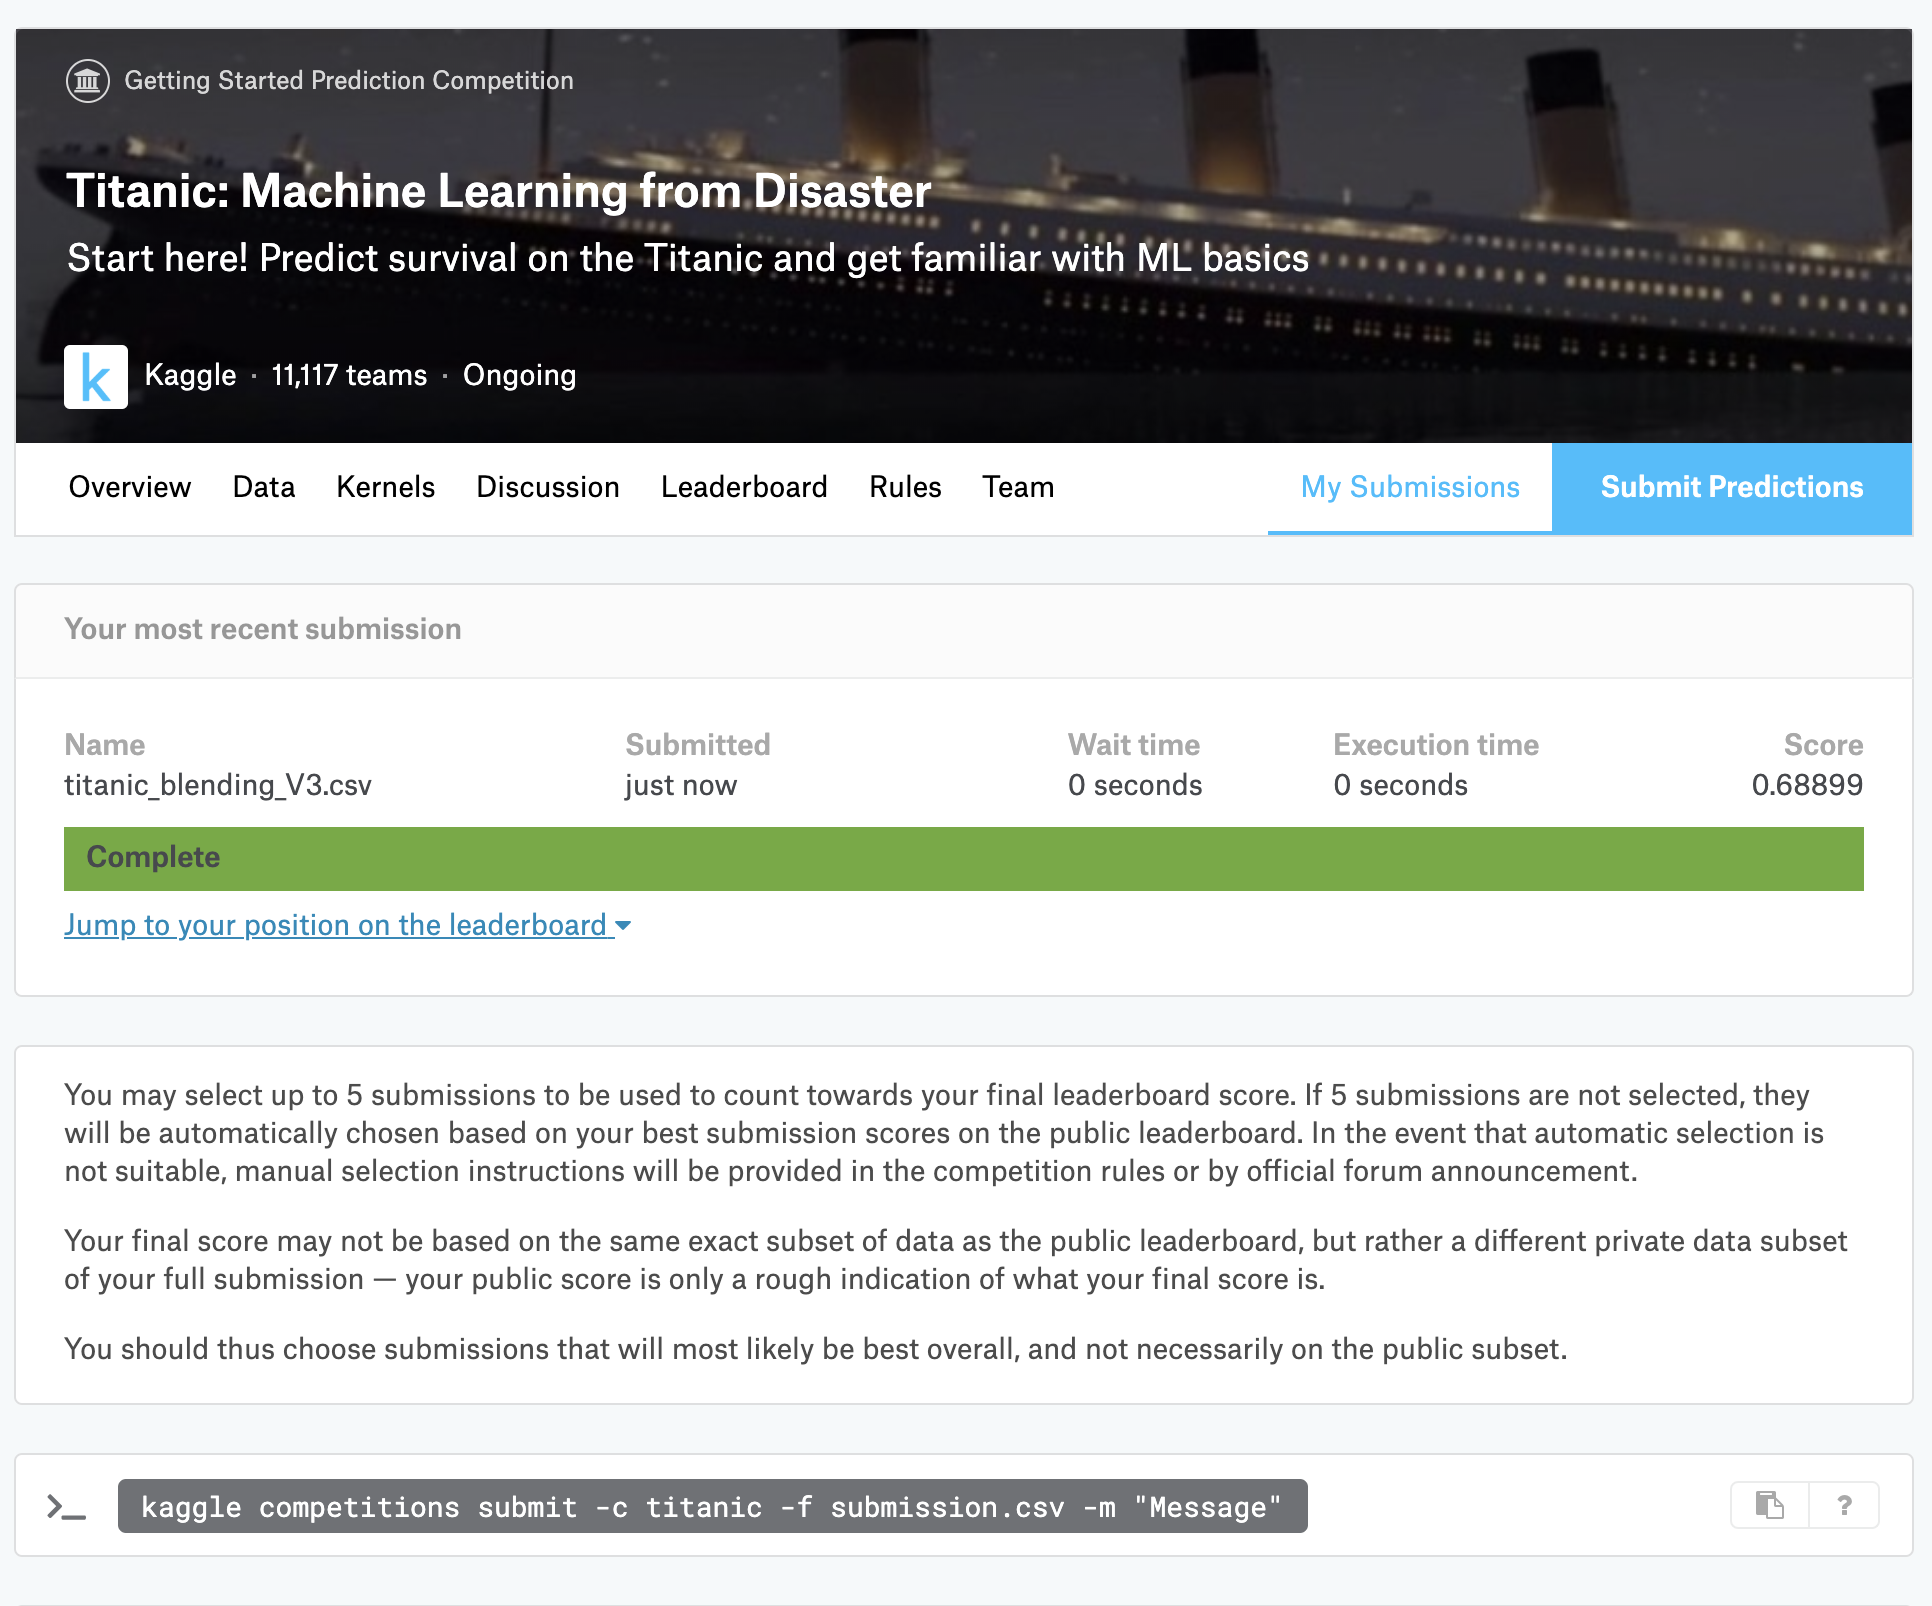 Getting Started Prediction Competition
Titanic: Machine Learning from Disaster
Start here! Predict survival on the Titanic and get familiar with ML basics
k
Kaggle · 11,117 teams · Ongoing
Overview Data Kernels Discussion Leaderboard Rules Team My Submissions Submit Predictions
Your most recent submission
Name Submitted Wait time Execution time Score
titanic_blending_V3.csv just now 0 seconds 0 seconds 0.68899
Complete
Jump to your position on the leaderboard
You may select up to 5 submissions to be used to count towards your final leaderboard score. If 5 submissions are not selected, they
will be automatically chosen based on your best submission scores on the public leaderboard. In the event that automatic selection is
not suitable, manual selection instructions will be provided in the competition rules or by official forum announcement.
Your final score may not be based on the same exact subset of data as the public leaderboard, but rather a different private data subset
of your full submission — your public score is only a rough indication of what your final score is.
You should thus choose submissions that will most likely be best overall, and not necessarily on the public subset.
>_ kaggle competitions submit -c titanic -f submission.csv -m "Message" ?